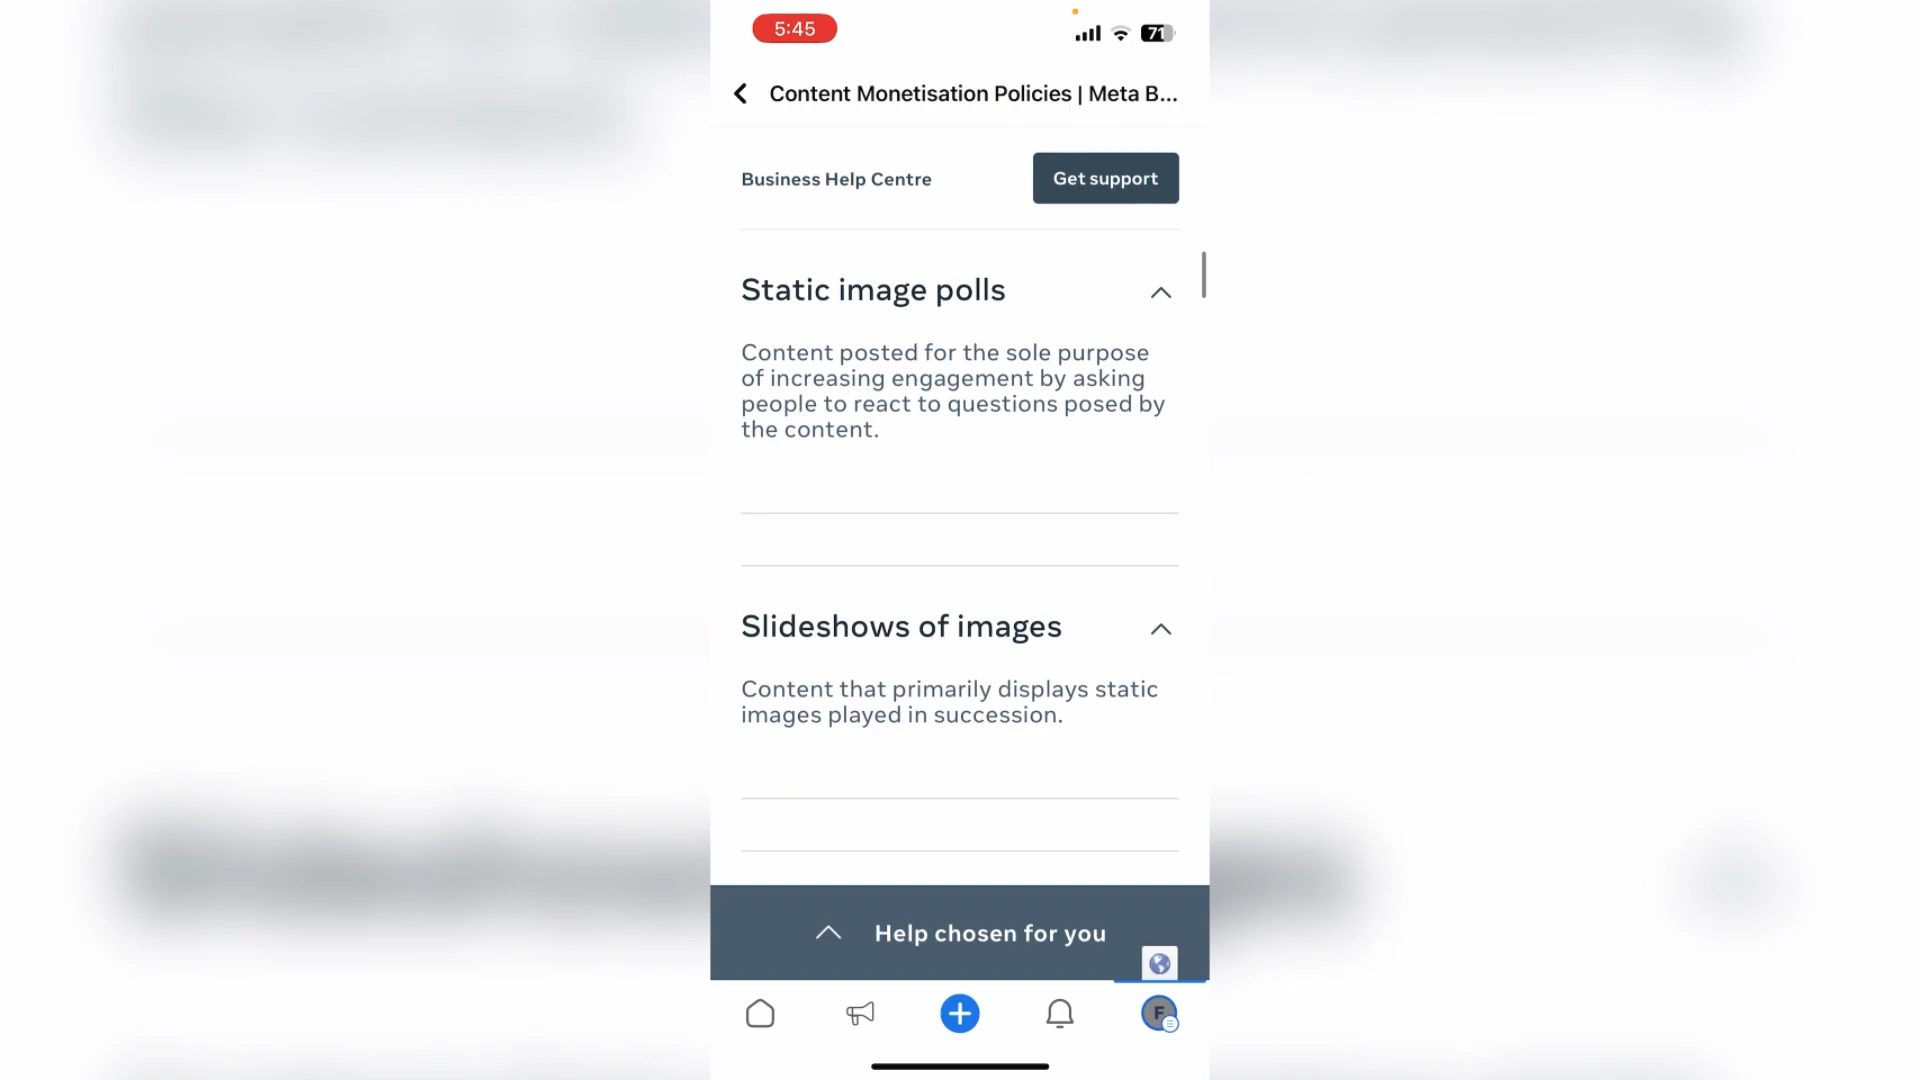 5:45
71
Content Monetisation Policies | Meta B...
Business Help Centre
Get support
Static image polls
Content posted for the sole purpose
of increasing engagement by asking
people to react to questions posed by
the content.
Slideshows of images
Content that primarily displays static
images played in succession.
Help chosen for you
F